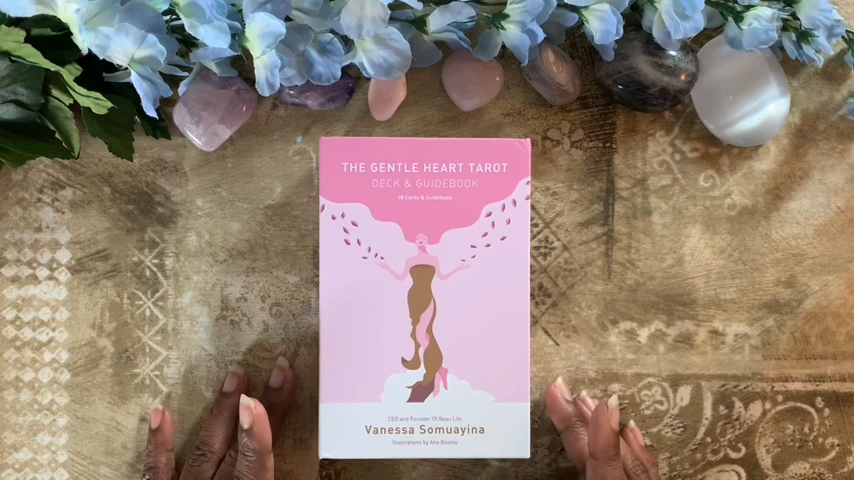 THE GENTLE HEART TAROT
DECK & GUIDEBOOK
78 Cards & Guidebook
CEO and Founder Of Beau Life
Vanessa Somuayina
Illustrations by Ana Bastos